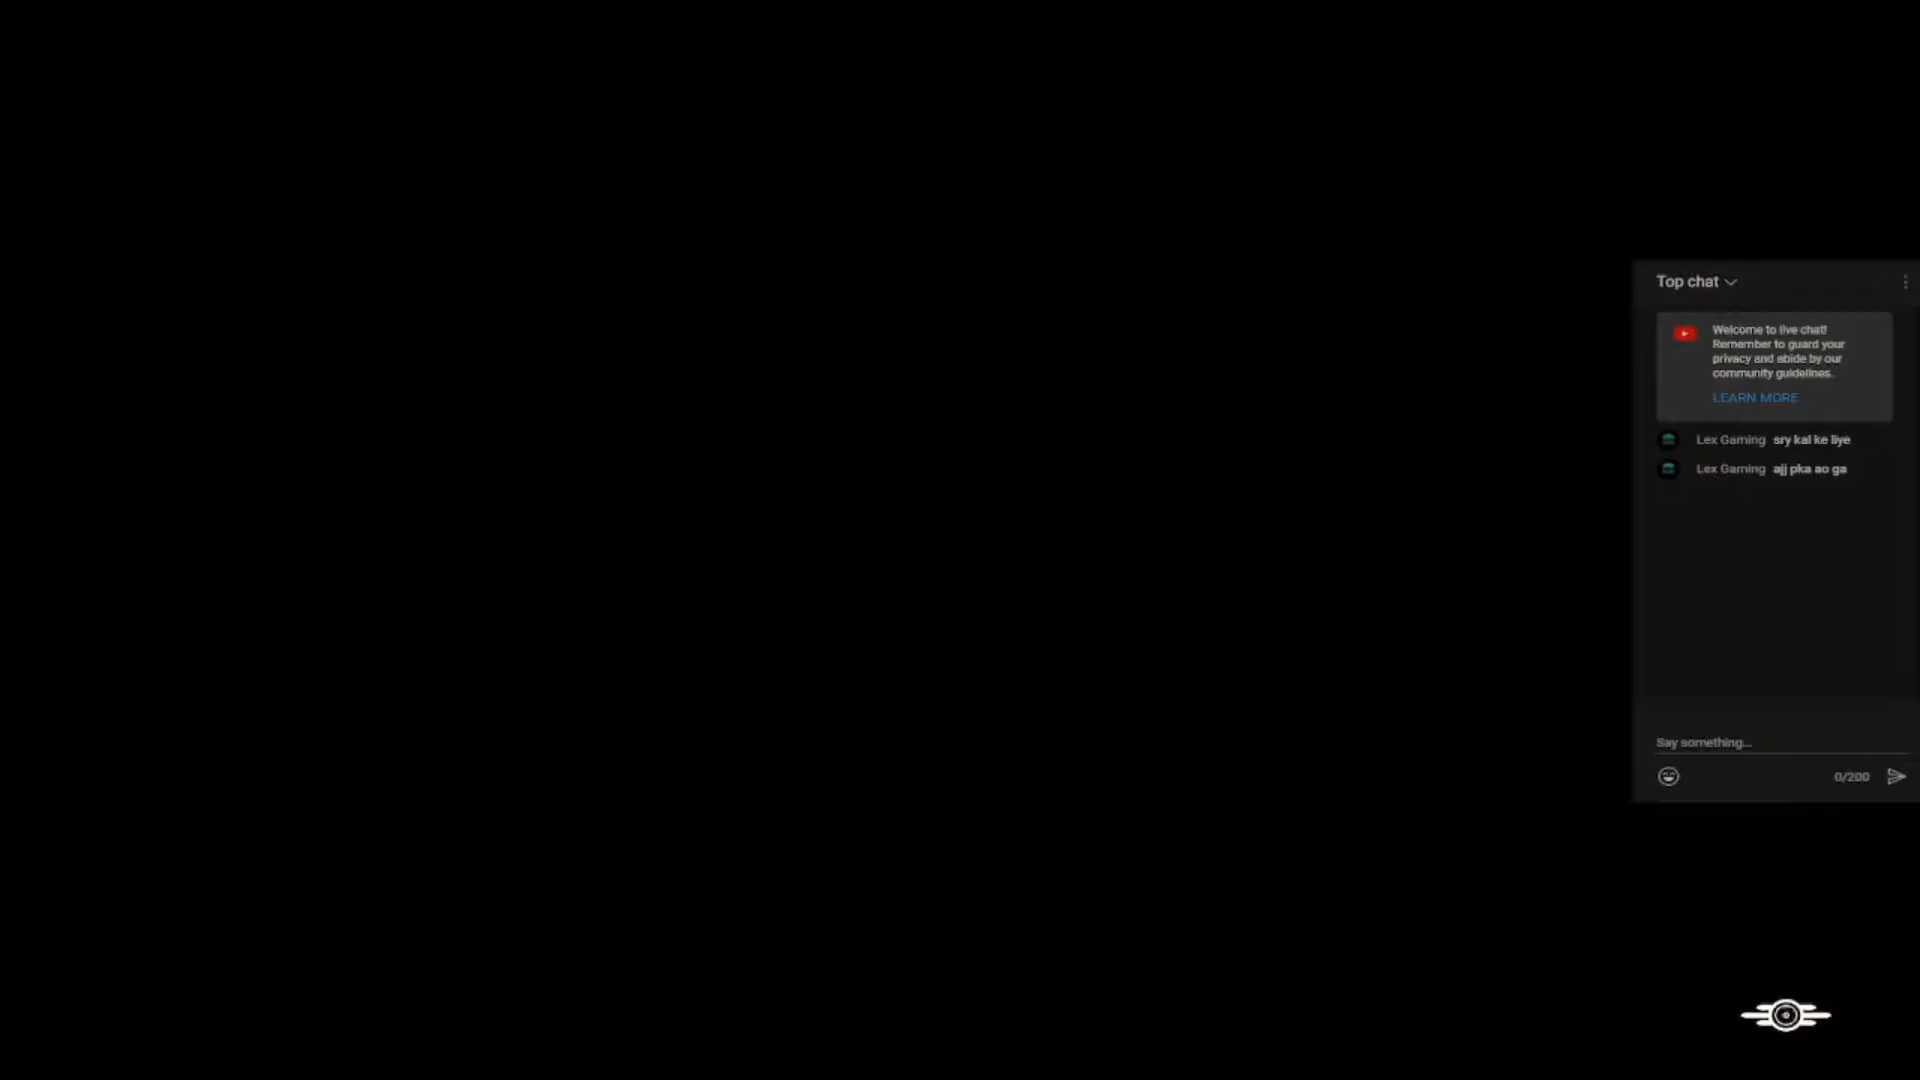 Top chat
Welcome to live chat!
Remember to guard your
privacy and abide by our
community guidelines.
LEARN MORE
Lex Gaming sry kal ke liye
Lex Gaming ajj pka ao ga
Say something...
0/200